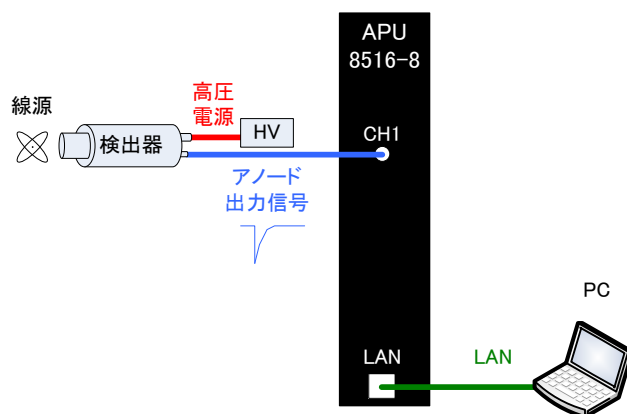 APU
8516-8
線源
高圧
電源
HV
CH1
検出器
アノード
出力信号
PC
LAN
LAN